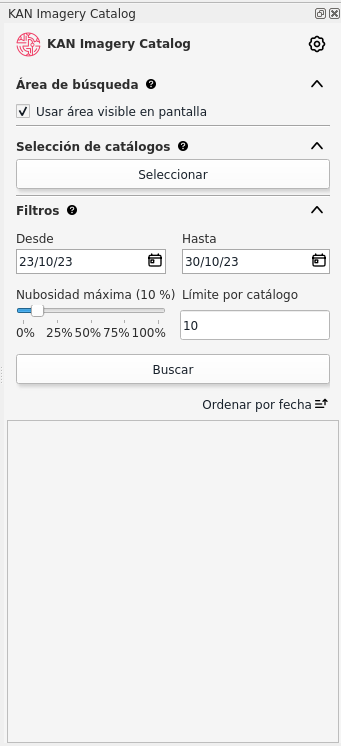 KAN Imagery Catalog
KAN Imagery Catalog
Área de búsqueda
Usar área visible en pantalla
Selección de catálogos
Seleccionar
Filtros
Desde Hasta
23/10/23 30/10/23
Nubosidad máxima (10 %) Límite por catálogo
0% 25% 50% 75% 100% 10
Buscar
Ordenar por fecha